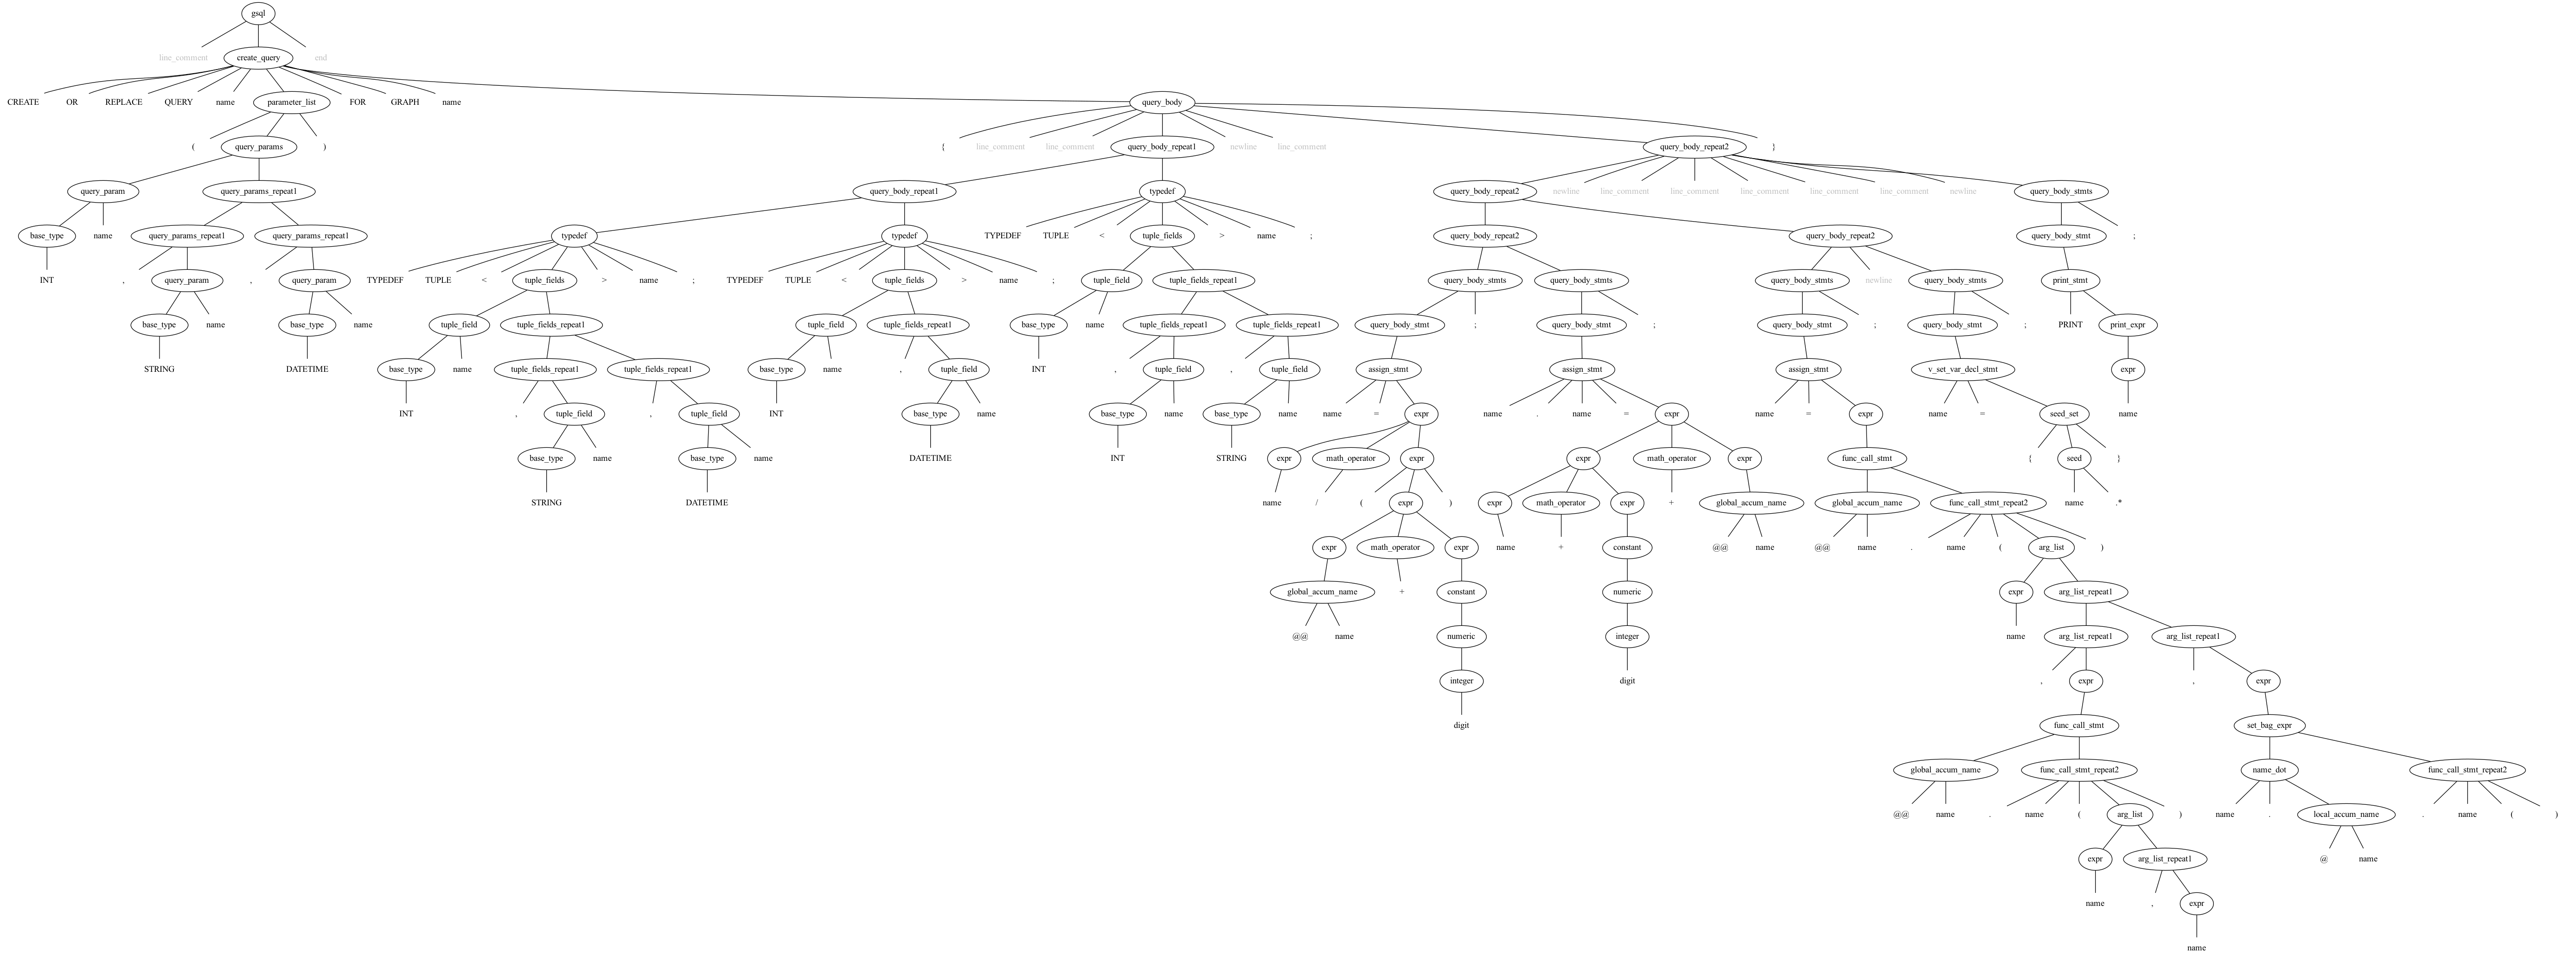 gsql
line_comment create_query end
CREATE OR REPLACE QUERY name parameter_list FOR GRAPH name query_body
( query_params ) { line_comment line_comment query_body_repeat1 newline line_comment query_body_repeat2 }
query_param query_params_repeat1 query_body_repeat1 typedef query_body_repeat2 newline line_comment line_comment line_comment line_comment line_comment newline query_body_stmts
base_type name query_params_repeat1 query_params_repeat1 typedef typedef TYPEDEF TUPLE < tuple_fields > name ; query_body_repeat2 query_body_repeat2 query_body_stmt ;
INT , query_param , query_param TYPEDEF TUPLE < tuple_fields > name ; TYPEDEF TUPLE < tuple_fields > name ; tuple_field tuple_fields_repeat1 query_body_stmts query_body_stmts query_body_stmts newline query_body_stmts print_stmt
base_type name base_type name tuple_field tuple_fields_repeat1 tuple_field tuple_fields_repeat1 base_type name tuple_fields_repeat1 tuple_fields_repeat1 query_body_stmt ; query_body_stmt ; query_body_stmt ; query_body_stmt ; PRINT print_expr
STRING DATETIME base_type name tuple_fields_repeat1 tuple_fields_repeat1 base_type name , tuple_field INT , tuple_field , tuple_field assign_stmt assign_stmt assign_stmt v_set_var_decl_stmt expr
INT , tuple_field , tuple_field INT base_type name base_type name base_type name name = expr name . name = expr name = expr name = seed_set name
base_type name base_type name DATETIME INT STRING expr math_operator expr expr math_operator expr func_call_stmt { seed }
STRING DATETIME name / ( expr ) expr math_operator expr + global_accum_name global_accum_name func_call_stmt_repeat2 name .*
expr math_operator expr name + constant @@ name @@ name . name ( arg_list )
global_accum_name + constant numeric expr arg_list_repeat1
@@ name numeric integer name arg_list_repeat1 arg_list_repeat1
integer digit , expr , expr
digit func_call_stmt set_bag_expr
global_accum_name func_call_stmt_repeat2 name_dot func_call_stmt_repeat2
@@ name . name ( arg_list ) name . local_accum_name . name ( )
expr arg_list_repeat1 @ name
name , expr
name